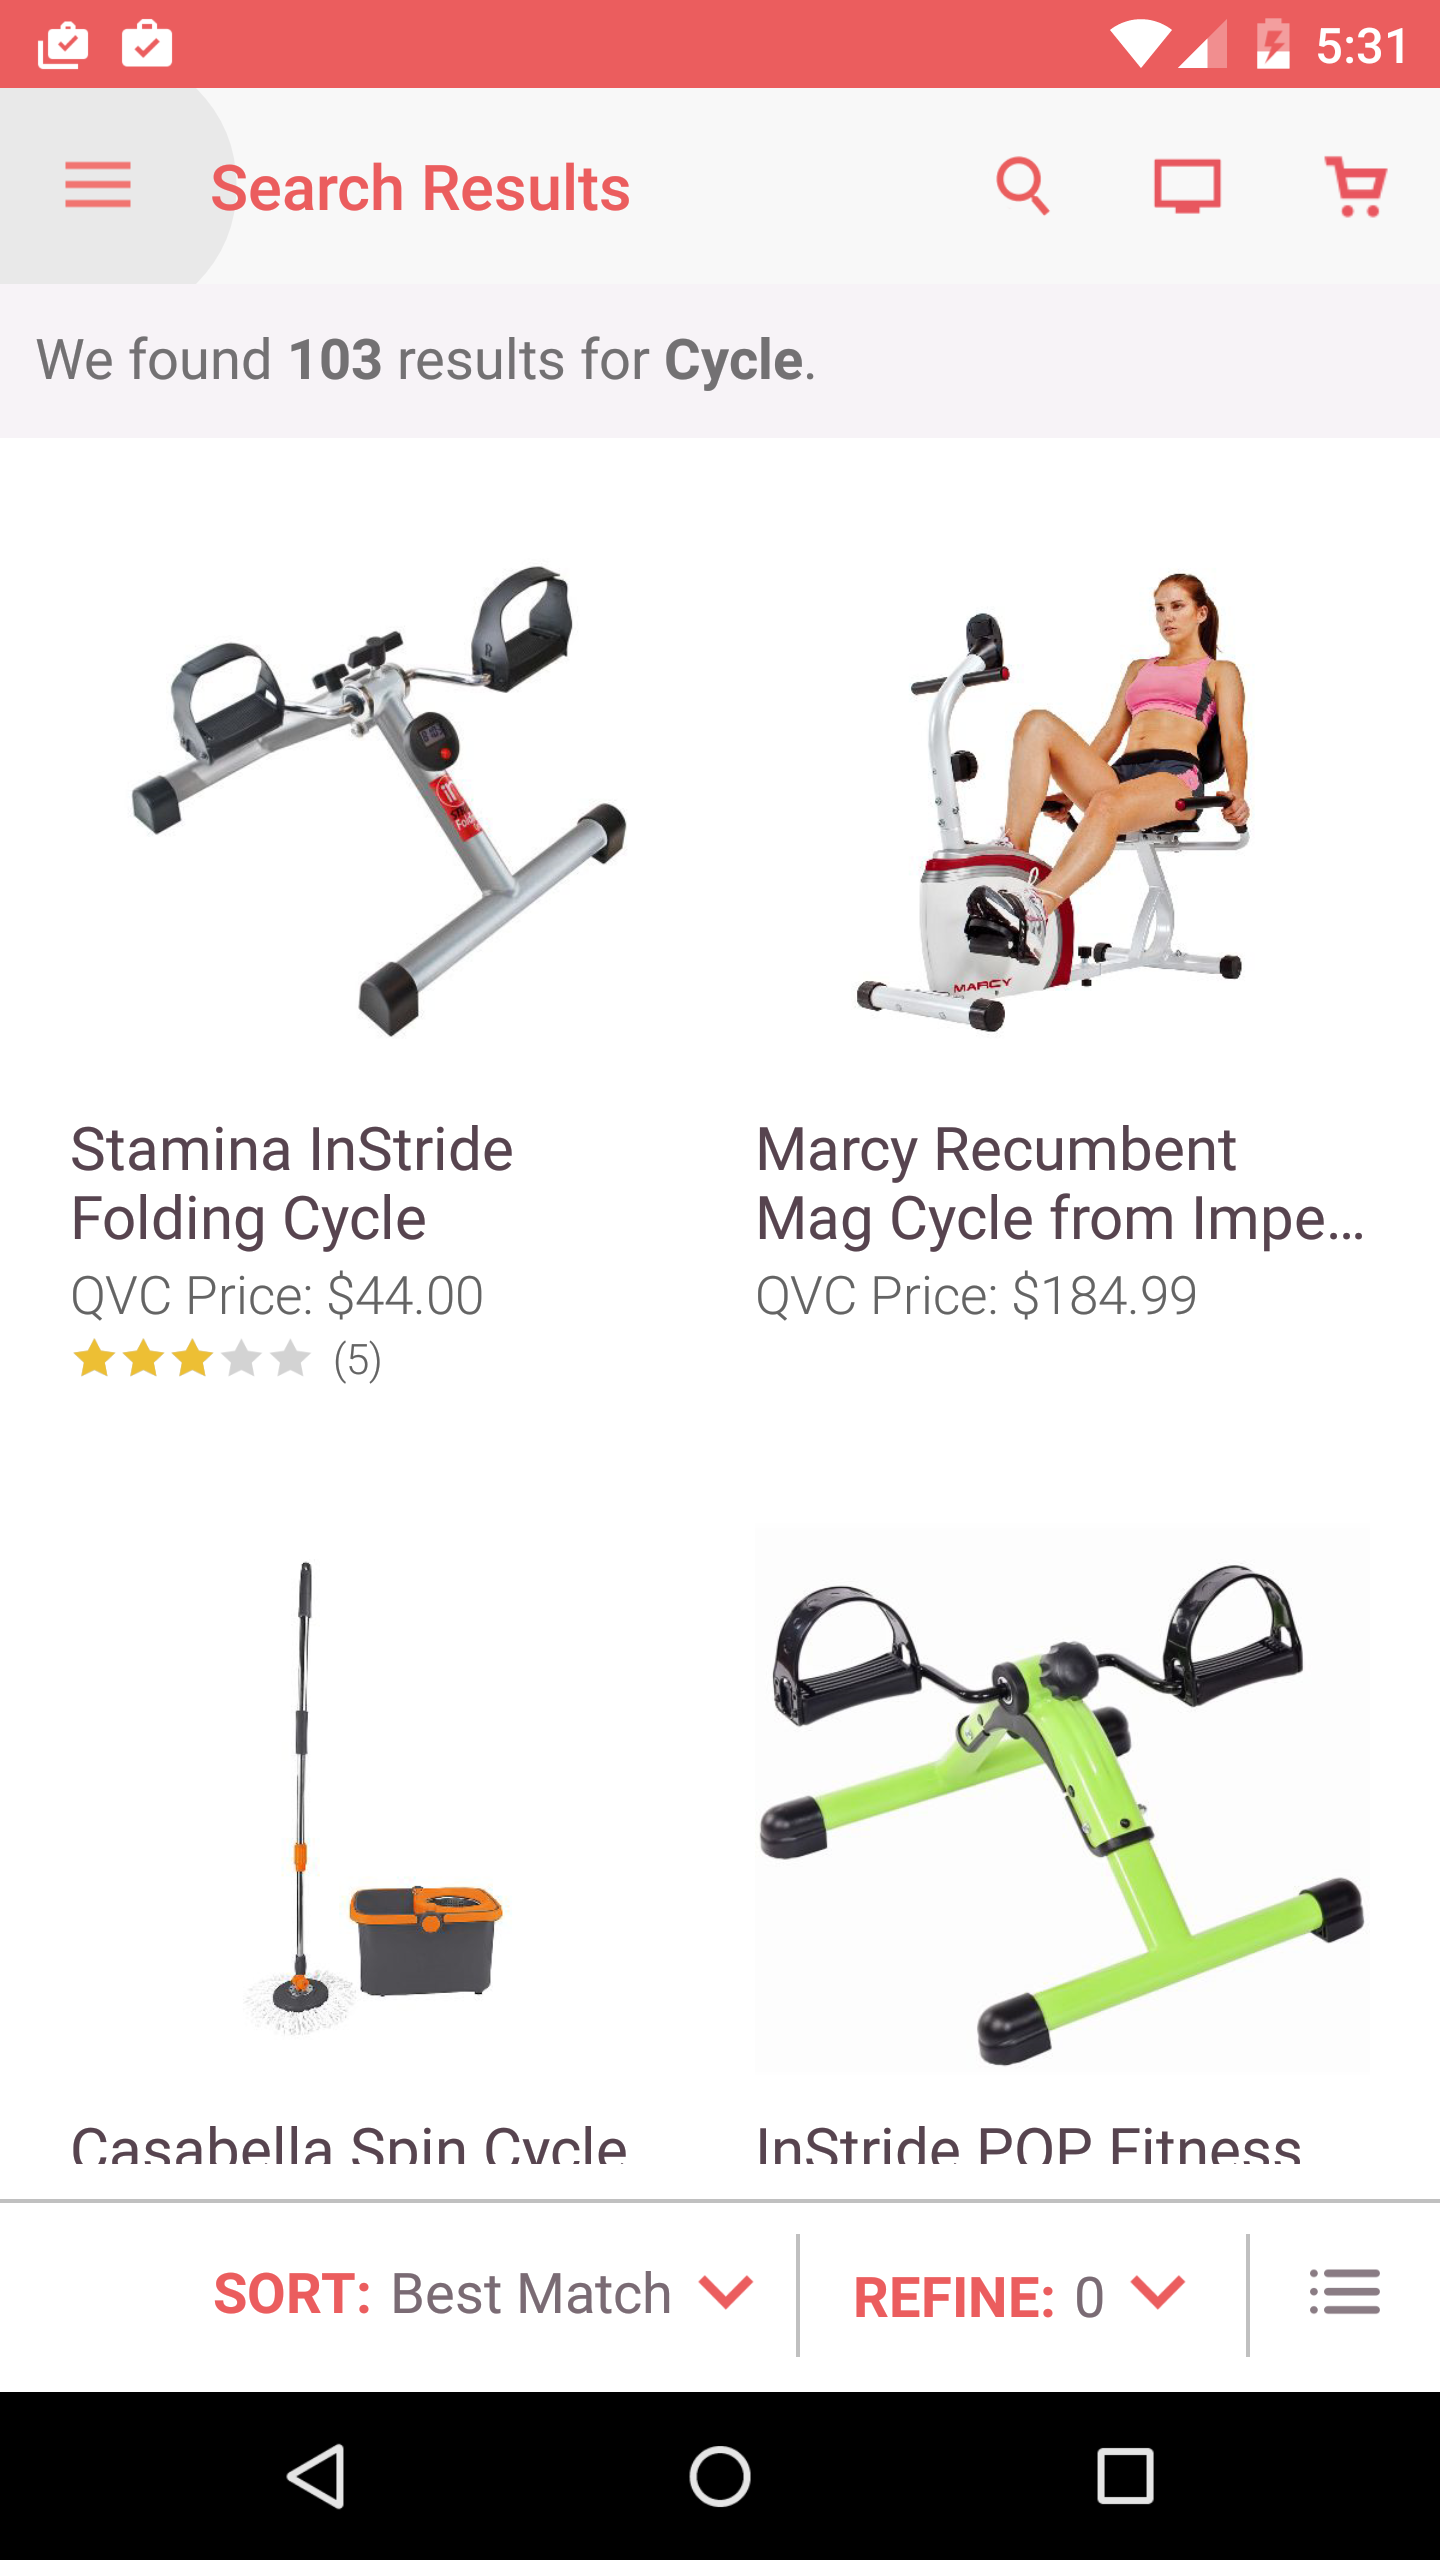 5:31
Search Results
We found 103 results for Cycle.
R
in
MARCY
Stamina InStride
Folding Cycle
QVC Price: $44.00
(5)
Marcy Recumbent
Mag Cycle from Impe...
QVC Price: $184.99
Casabella Spin Cycle
InStride POP Fitness
SORT: Best Match
REFINE: 0